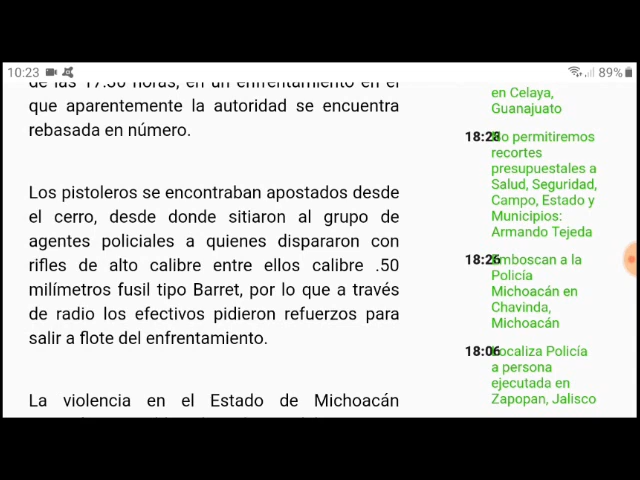 10:23
89%
de las 17:30 horas, en un enfrentamiento en el
que aparentemente la autoridad se encuentra
rebasada en número.
Los pistoleros se encontraban apostados desde
el cerro, desde donde sitiaron al grupo de
agentes policiales a quienes dispararon con
rifles de alto calibre entre ellos calibre .50
milímetros fusil tipo Barret, por lo que a través
de radio los efectivos pidieron refuerzos para
salir a flote del enfrentamiento.
La violencia en el Estado de Michoacán
en Celaya,
Guanajuato
18:28 No permitiremos
recortes
presupuestales a
Salud, Seguridad,
Campo, Estado y
Municipios:
Armando Tejeda
18:26 Emboscan a la
Policía
Michoacán en
Chavinda,
Michoacán
18:06 Localiza Policía
a persona
ejecutada en
Zapopan, Jalisco